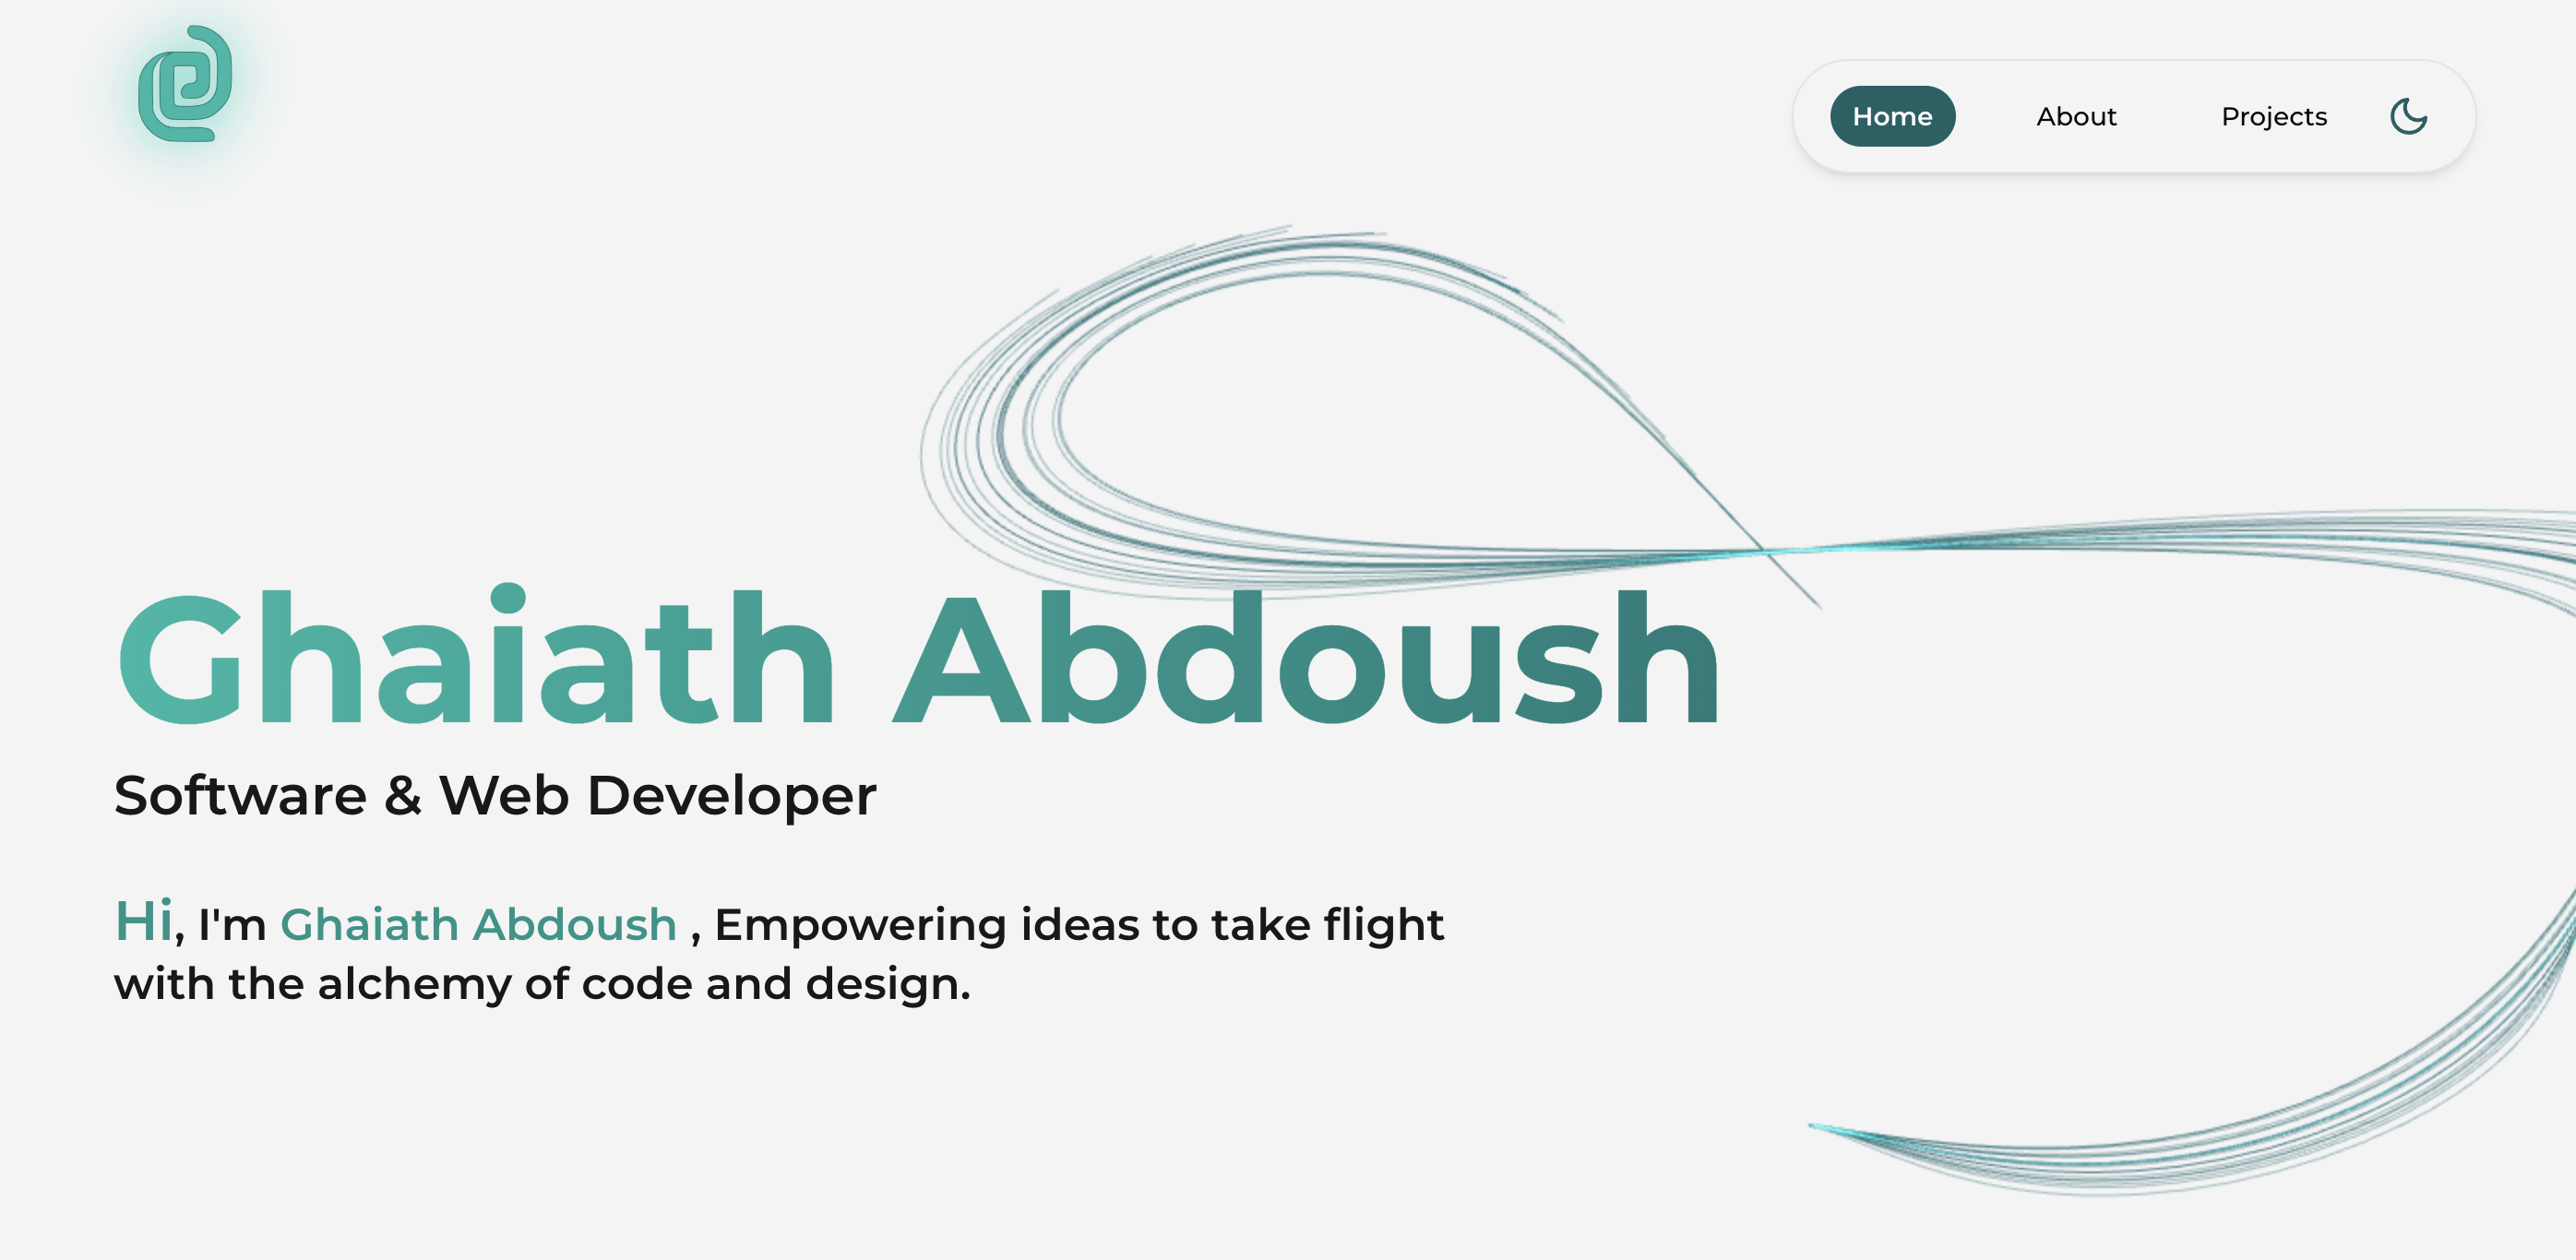 Home About Projects
Ghaiath Abdoush
Software & Web Developer
Hi, I'm Ghaiath Abdoush , Empowering ideas to take flight
with the alchemy of code and design.